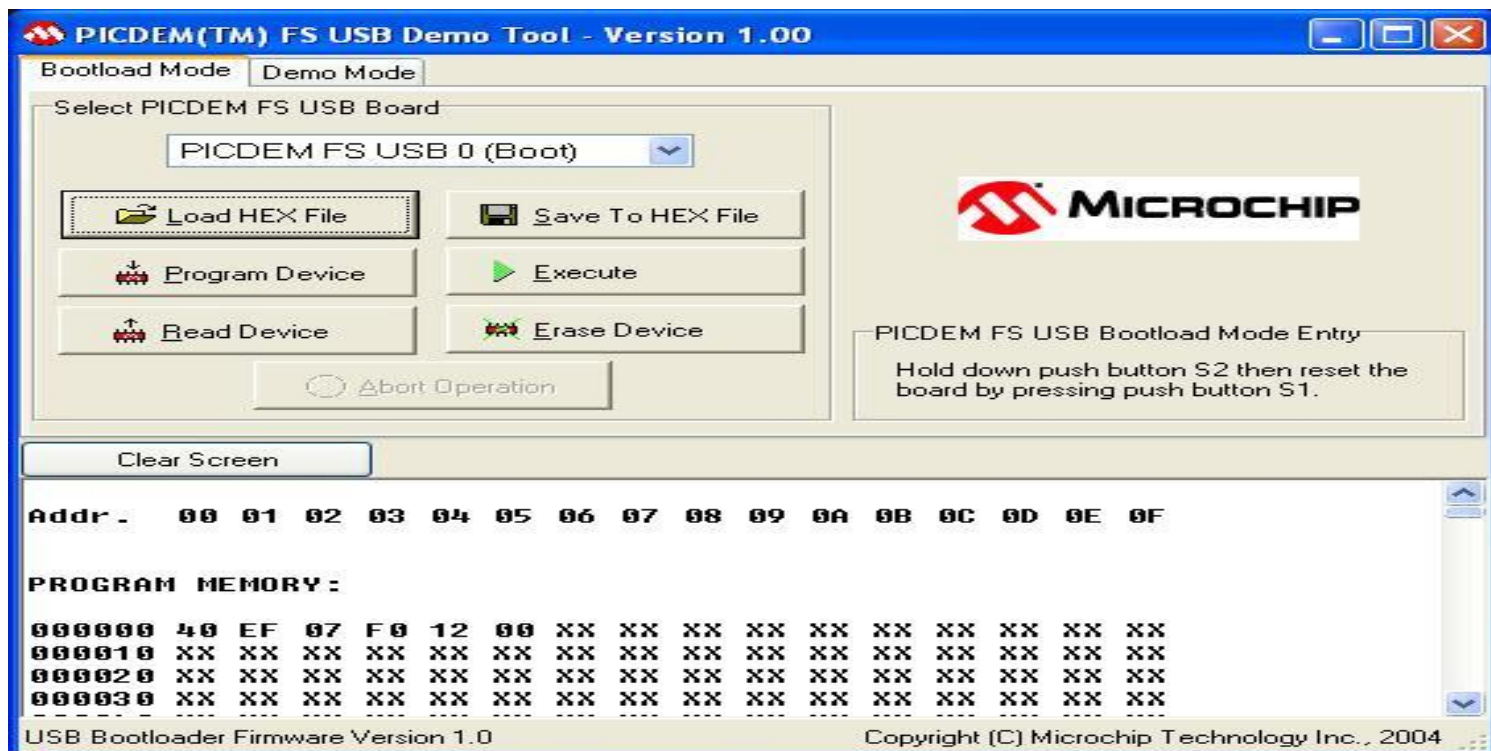 PICDEM(TM) FS USB Demo Tool - Version 1.00
Bootload Mode Demo Mode
Select PICDEM FS USB Board
PICDEM FS USB 0 (Boot)
Load HEX File Save To HEX File
Program Device Execute
Read Device Erase Device
Abort Operation
MICROCHIP
PICDEM FS USB Bootload Mode Entry
Hold down push button S2 then reset the
board by pressing push button S1.
Clear Screen
Addr. 00 01 02 03 04 05 06 07 08 09 0A 0B 0C 0D 0E 0F
PROGRAM MEMORY:
000000 40 EF 07 F0 12 00 XX XX XX XX XX XX XX XX XX XX
000010 XX XX XX XX XX XX XX XX XX XX XX XX XX XX XX XX
000020 XX XX XX XX XX XX XX XX XX XX XX XX XX XX XX XX
000030 XX XX XX XX XX XX XX XX XX XX XX XX XX XX XX XX
USB Bootloader Firmware Version 1.0 Copyright (C) Microchip Technology Inc., 2004